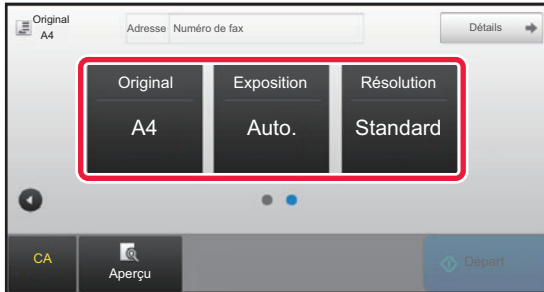 Original
A4
Adresse Numéro de fax
Détails
Original
Exposition
Résolution
A4
Auto.
Standard
CA
Aperçu
Départ